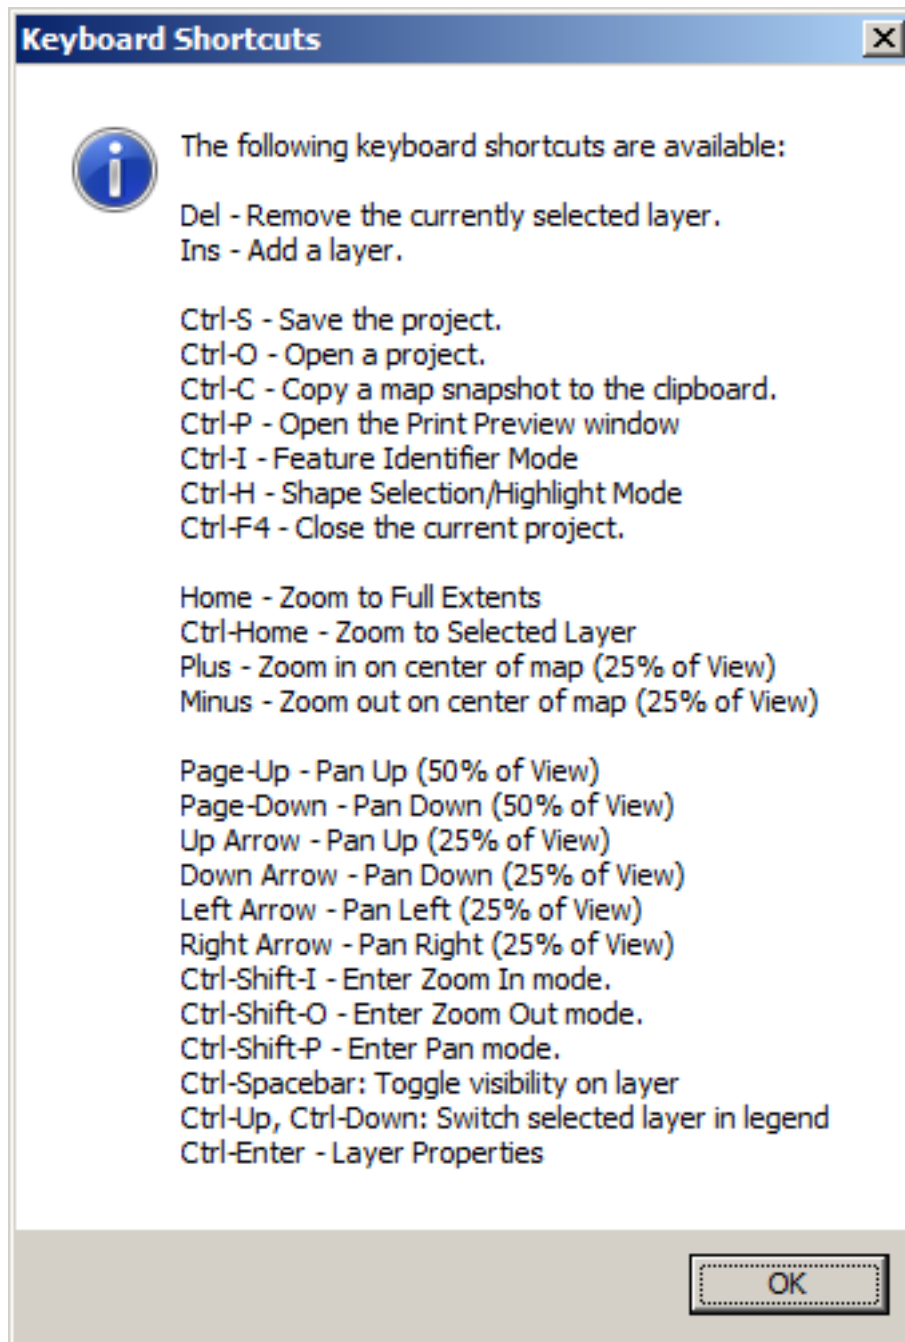 Keyboard Shortcuts
The following keyboard shortcuts are available:
Del - Remove the currently selected layer.
Ins - Add a layer.
Ctrl-S - Save the project.
Ctrl-O - Open a project.
Ctrl-C - Copy a map snapshot to the clipboard.
Ctrl-P - Open the Print Preview window
Ctrl-I - Feature Identifier Mode
Ctrl-H - Shape Selection/Highlight Mode
Ctrl-F4 - Close the current project.
Home - Zoom to Full Extents
Ctrl-Home - Zoom to Selected Layer
Plus - Zoom in on center of map (25% of View)
Minus - Zoom out on center of map (25% of View)
Page-Up - Pan Up (50% of View)
Page-Down - Pan Down (50% of View)
Up Arrow - Pan Up (25% of View)
Down Arrow - Pan Down (25% of View)
Left Arrow - Pan Left (25% of View)
Right Arrow - Pan Right (25% of View)
Ctrl-Shift-I - Enter Zoom In mode.
Ctrl-Shift-O - Enter Zoom Out mode.
Ctrl-Shift-P - Enter Pan mode.
Ctrl-Spacebar: Toggle visibility on layer
Ctrl-Up, Ctrl-Down: Switch selected layer in legend
Ctrl-Enter - Layer Properties
OK